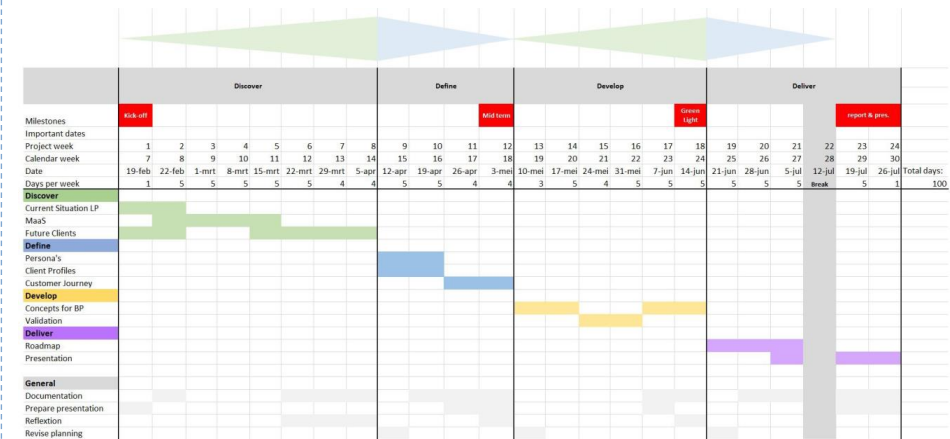 Discover Define Develop Deliver
Milestones Kick-off Mid term Green Light report & pres.
Important dates
Project week 1 2 3 4 5 6 7 8 9 10 11 12 13 14 15 16 17 18 19 20 21 22 23 24
Calendar week 7 8 9 10 11 12 13 14 15 16 17 18 19 20 21 22 23 24 25 26 27 28 29 30
Date 19-feb 22-feb 1-mrt 8-mrt 15-mrt 22-mrt 29-mrt 5-apr 12-apr 19-apr 26-apr 3-mei 10-mei 17-mei 24-mei 31-mei 7-jun 14-jun 21-jun 28-jun 5-jul 12-jul 19-jul 26-jul Total days:
Days per week 1 5 5 5 5 5 4 4 5 5 4 4 3 5 4 5 5 5 5 5 5 Break 5 1 100
Discover
Current Situation LP
MaaS
Future Clients
Define
Persona's
Client Profiles
Customer Journey
Develop
Concepts for BP
Validation
Deliver
Roadmap
Presentation
General
Documentation
Prepare presentation
Reflextion
Revise planning